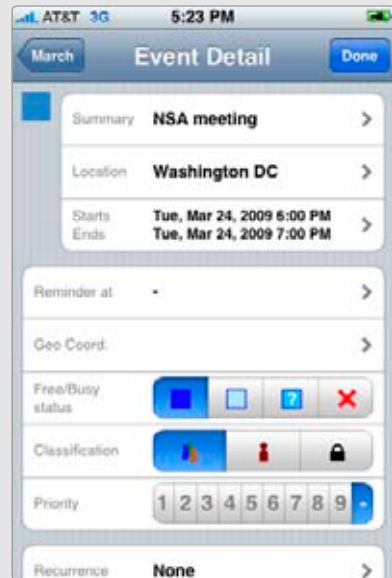 AT&T 3G 5:23 PM
March Event Detail Done
Summary NSA meeting
Location Washington DC
Starts Tue, Mar 24, 2009 6:00 PM
Ends Tue, Mar 24, 2009 7:00 PM
Reminder at -
Geo Coord.
Free/Busy
status
?
Classification
Priority 1 2 3 4 5 6 7 8 9 -
Recurrence None